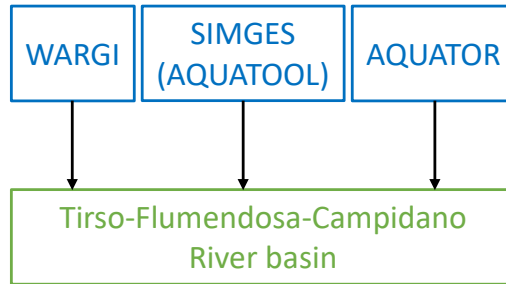 WARGI
SIMGES
(AQUATOOL)
AQUATOR
Tirso-Flumendosa-Campidano
River basin